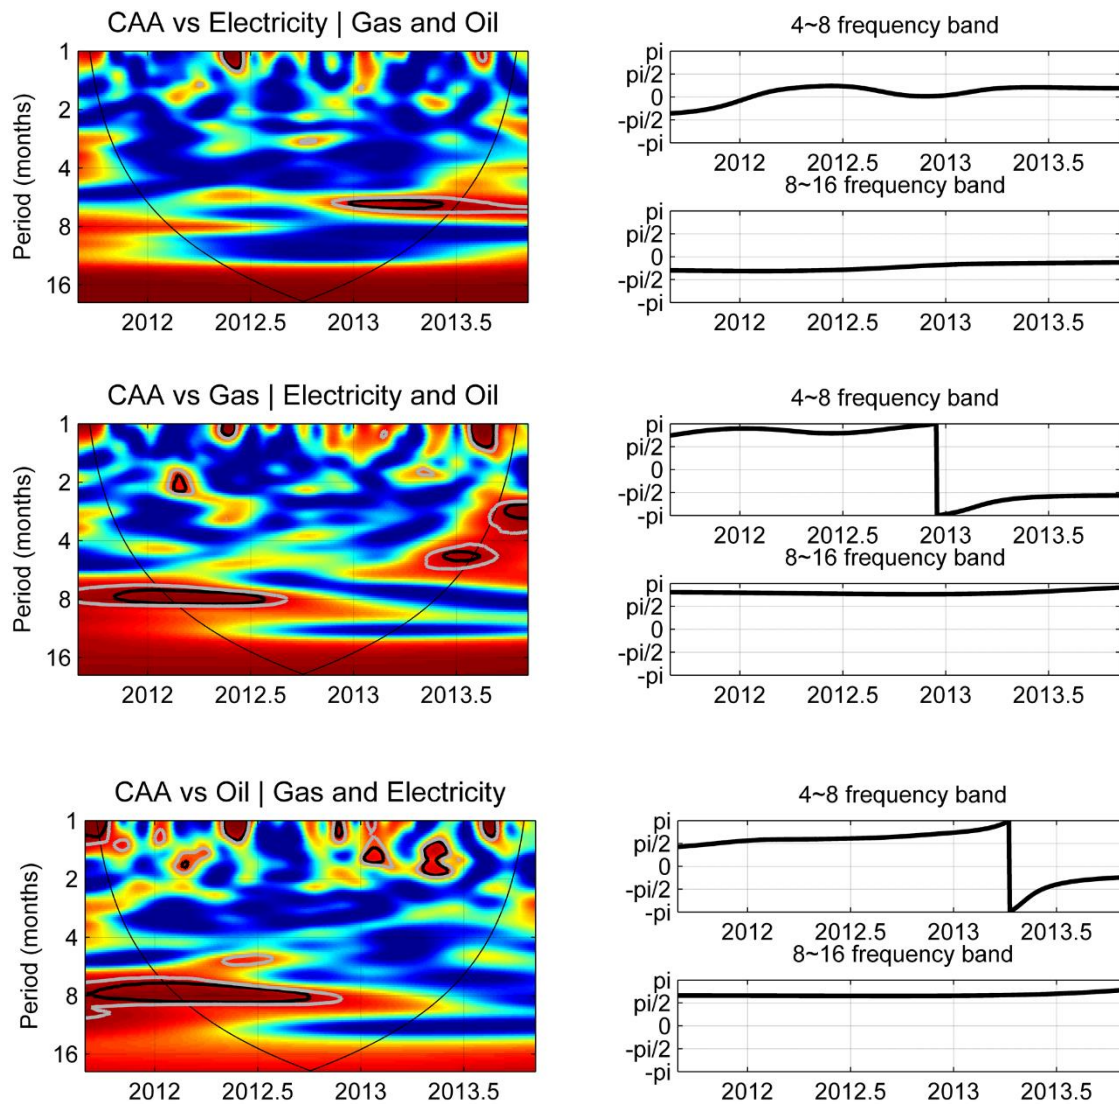 CAA vs Electricity | Gas and Oil
Period (months)
1
2
4
8
16
2012 2012.5 2013 2013.5
4~8 frequency band
pi
pi/2
0
-pi/2
-pi
2012 2012.5 2013 2013.5
8~16 frequency band
pi
pi/2
0
-pi/2
-pi
2012 2012.5 2013 2013.5
CAA vs Gas | Electricity and Oil
Period (months)
1
2
4
8
16
2012 2012.5 2013 2013.5
4~8 frequency band
pi
pi/2
0
-pi/2
-pi
2012 2012.5 2013 2013.5
8~16 frequency band
pi
pi/2
0
-pi/2
-pi
2012 2012.5 2013 2013.5
CAA vs Oil | Gas and Electricity
Period (months)
1
2
4
8
16
2012 2012.5 2013 2013.5
4~8 frequency band
pi
pi/2
0
-pi/2
-pi
2012 2012.5 2013 2013.5
8~16 frequency band
pi
pi/2
0
-pi/2
-pi
2012 2012.5 2013 2013.5